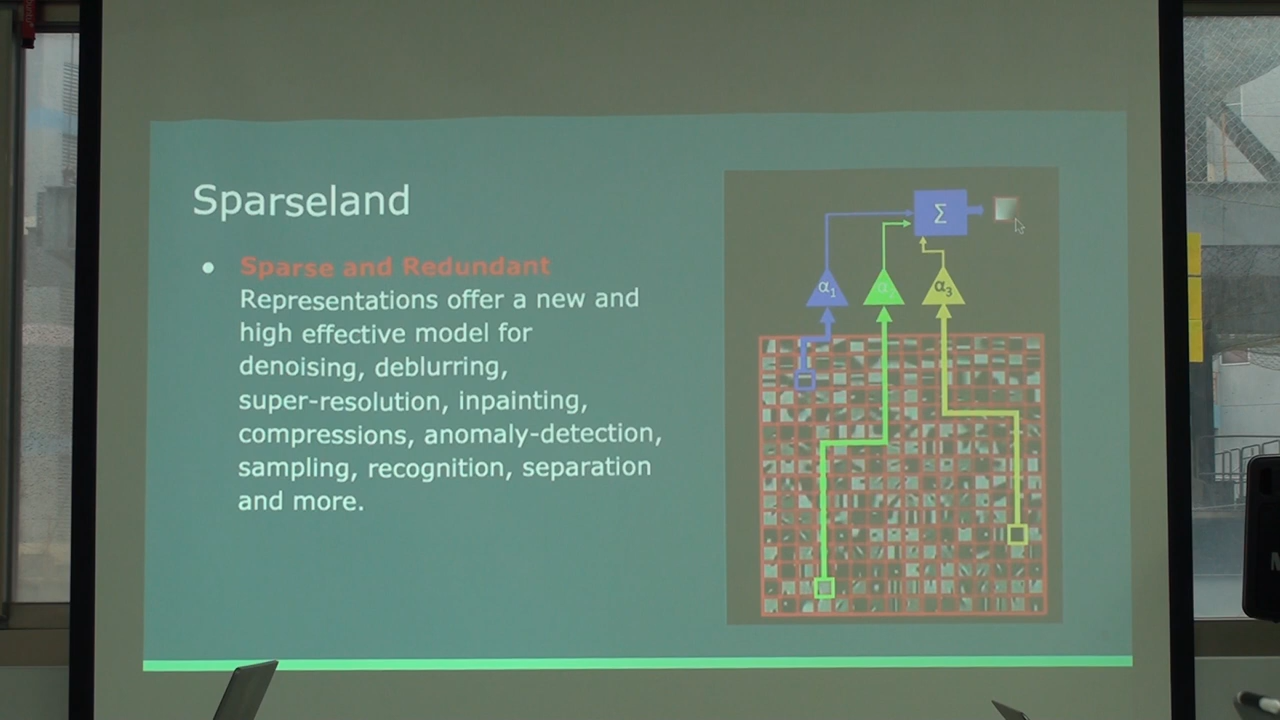 Sparseland
Sparse and Redundant
Representations offer a new and
high effective model for
denoising, deblurring,
super-resolution, inpainting,
compressions, anomaly-detection,
sampling, recognition, separation
and more.
Σ
α1
α3